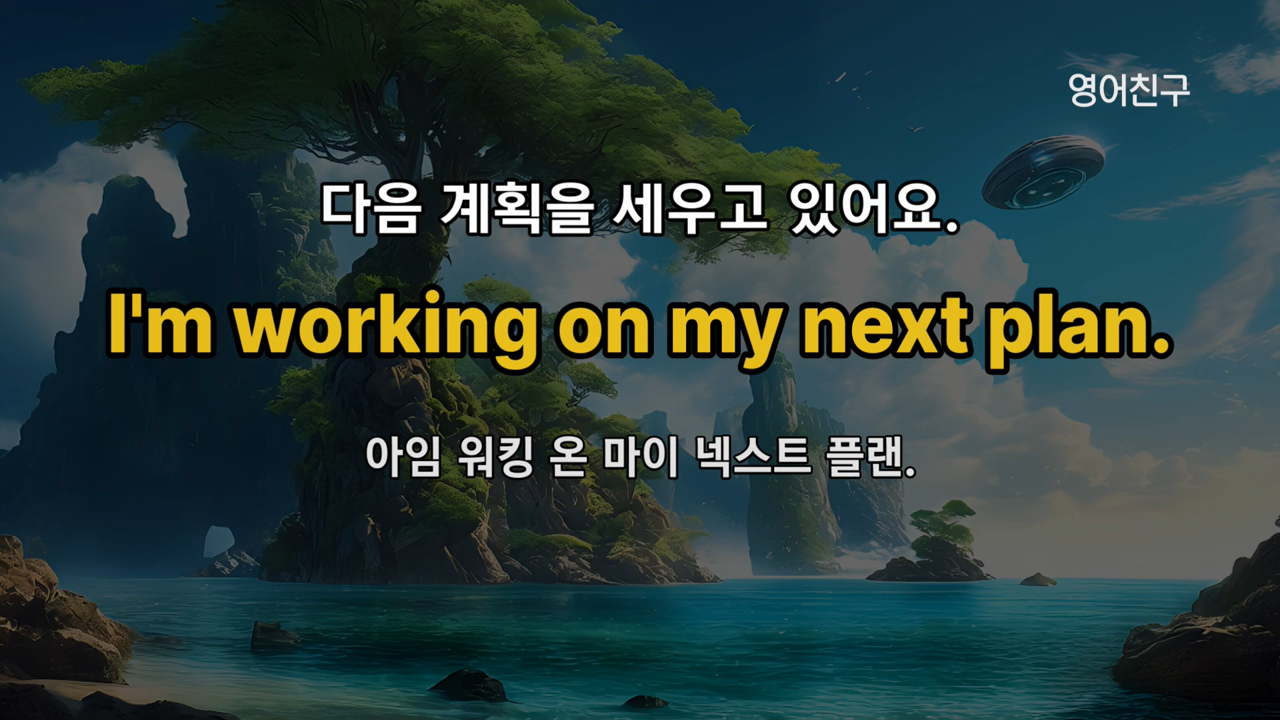 영어친구
다음 계획을 세우고 있어요.
I'm working on my next plan.
아임 워킹 온 마이 넥스트 플랜.